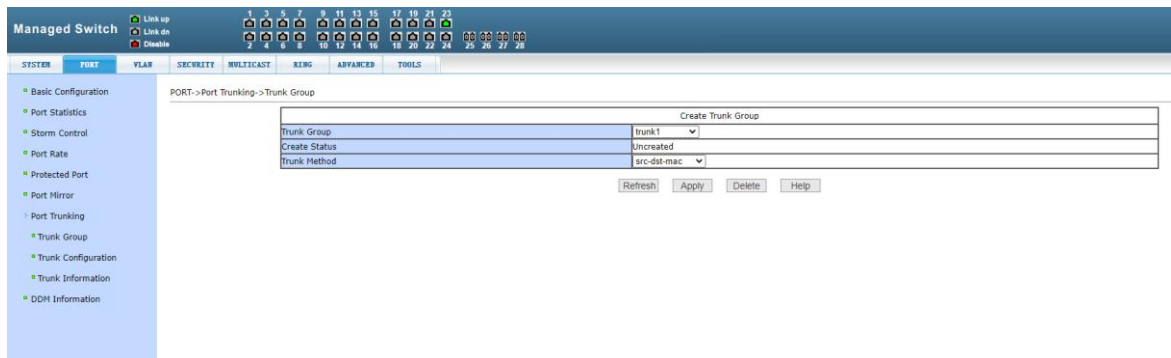 Managed Switch
Link up
Link dn
Disable
1 3 5 7 9 11 13 15 17 19 21 23
2 4 6 8 10 12 14 16 18 20 22 24 25 26 27 28
SYSTEM PORT VLAN SECURITY MULTICAST RING ADVANCED TOOLS
Basic Configuration
Port Statistics
Storm Control
Port Rate
Protected Port
Port Mirror
Port Trunking
Trunk Group
Trunk Configuration
Trunk Information
DDM Information
PORT->Port Trunking->Trunk Group
Create Trunk Group
Trunk Group trunk1
Create Status Uncreated
Trunk Method src-dst-mac
Refresh Apply Delete Help